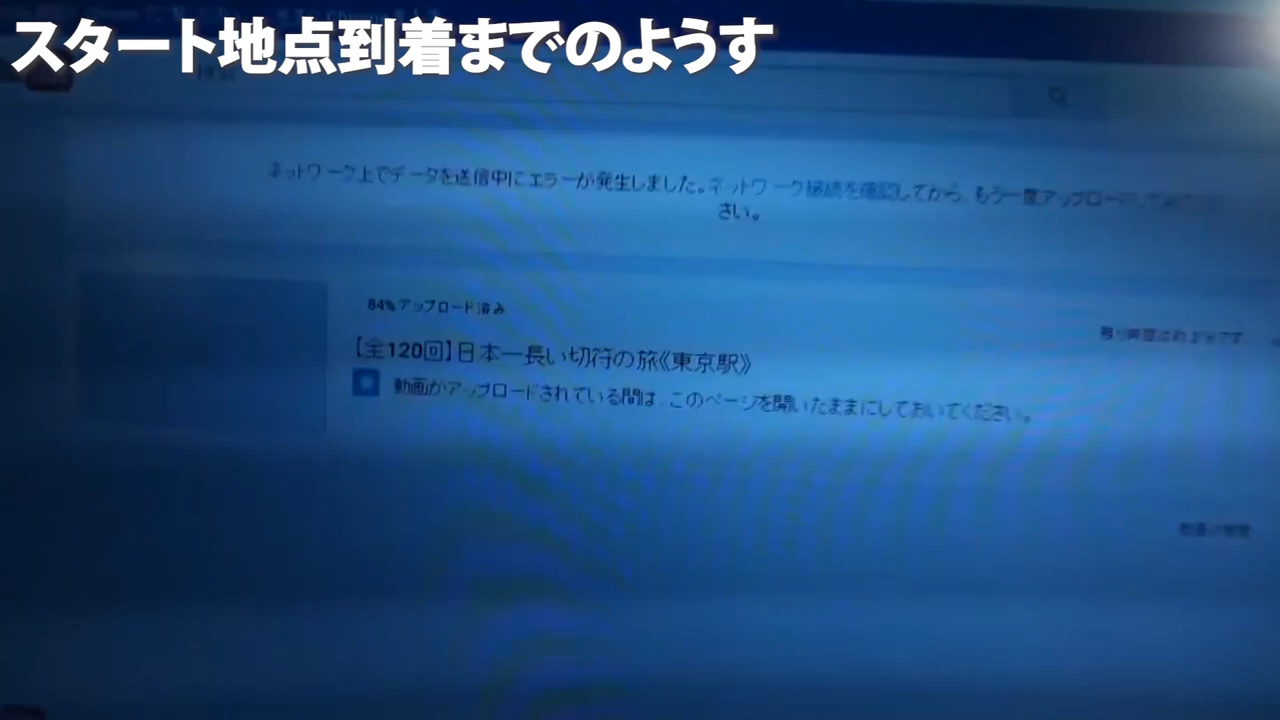 スタート地点到着までのようす
ネットワーク上でデータを送信中にエラーが発生しました。ネットワーク接続を確認してから、もう一度アップロードしてみてください。
84%アップロード済み
【全120回】日本一長い切符の旅《東京駅》
動画がアップロードされている間は、このページを開いたままにしておいてください。